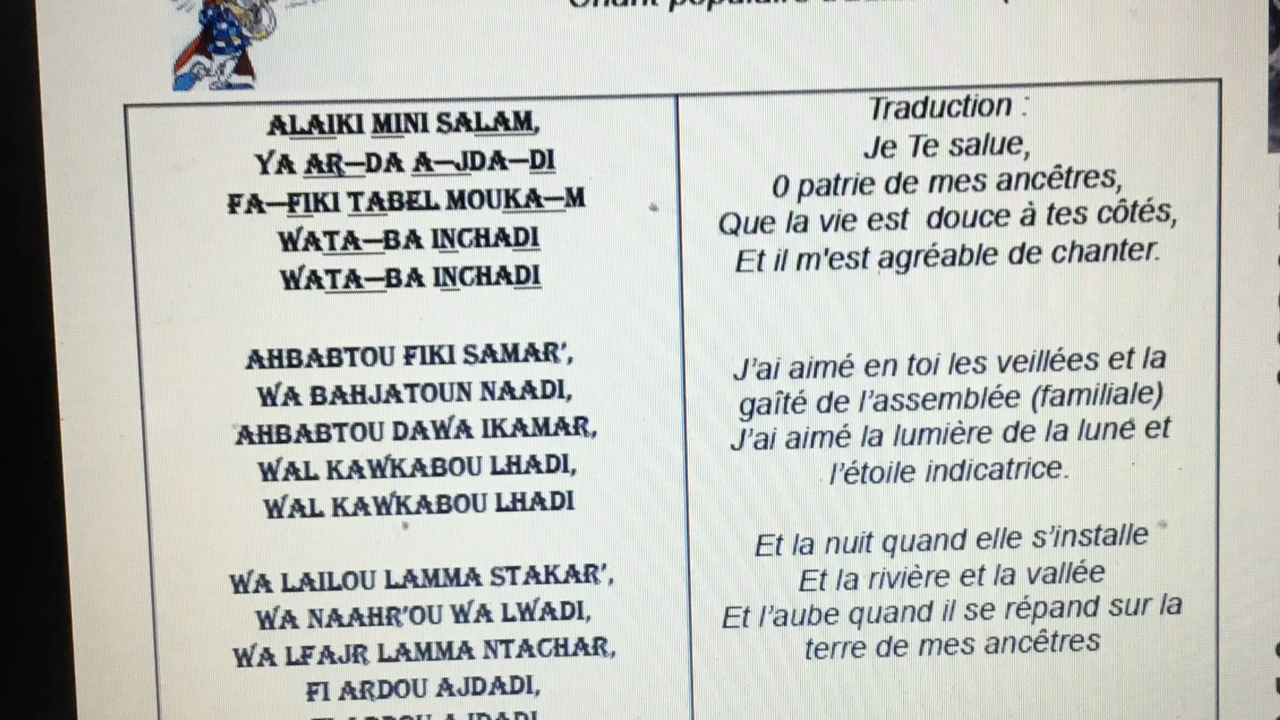 Chant populaire
ALAIKI MINI SALAM,
YA AR–DA A–JDA–DI
FA–FIKI TABEL MOUKA–M
WATA–BA INCHADI
WATA–BA INCHADI
AHBABTOU FIKI SAMAR’,
WA BAHJATOUN NAADI,
AHBABTOU DAWA IKAMAR,
WAL KAWKABOU LHADI,
WAL KAWKABOU LHADI
WA LAILOU LAMMA STAKAR’,
WA NAAHR’OU WA LWADI,
WA LFAJR LAMMA NTACHAR,
FI ARDOU AJDADI,
FI ARDOU AJDADI
Traduction :
Je Te salue,
0 patrie de mes ancêtres,
Que la vie est douce à tes côtés,
Et il m'est agréable de chanter.
J’ai aimé en toi les veillées et la
gaîté de l’assemblée (familiale)
J’ai aimé la lumière de la lune et
l’étoile indicatrice.
Et la nuit quand elle s’installe
Et la rivière et la vallée
Et l’aube quand il se répand sur la
terre de mes ancêtres